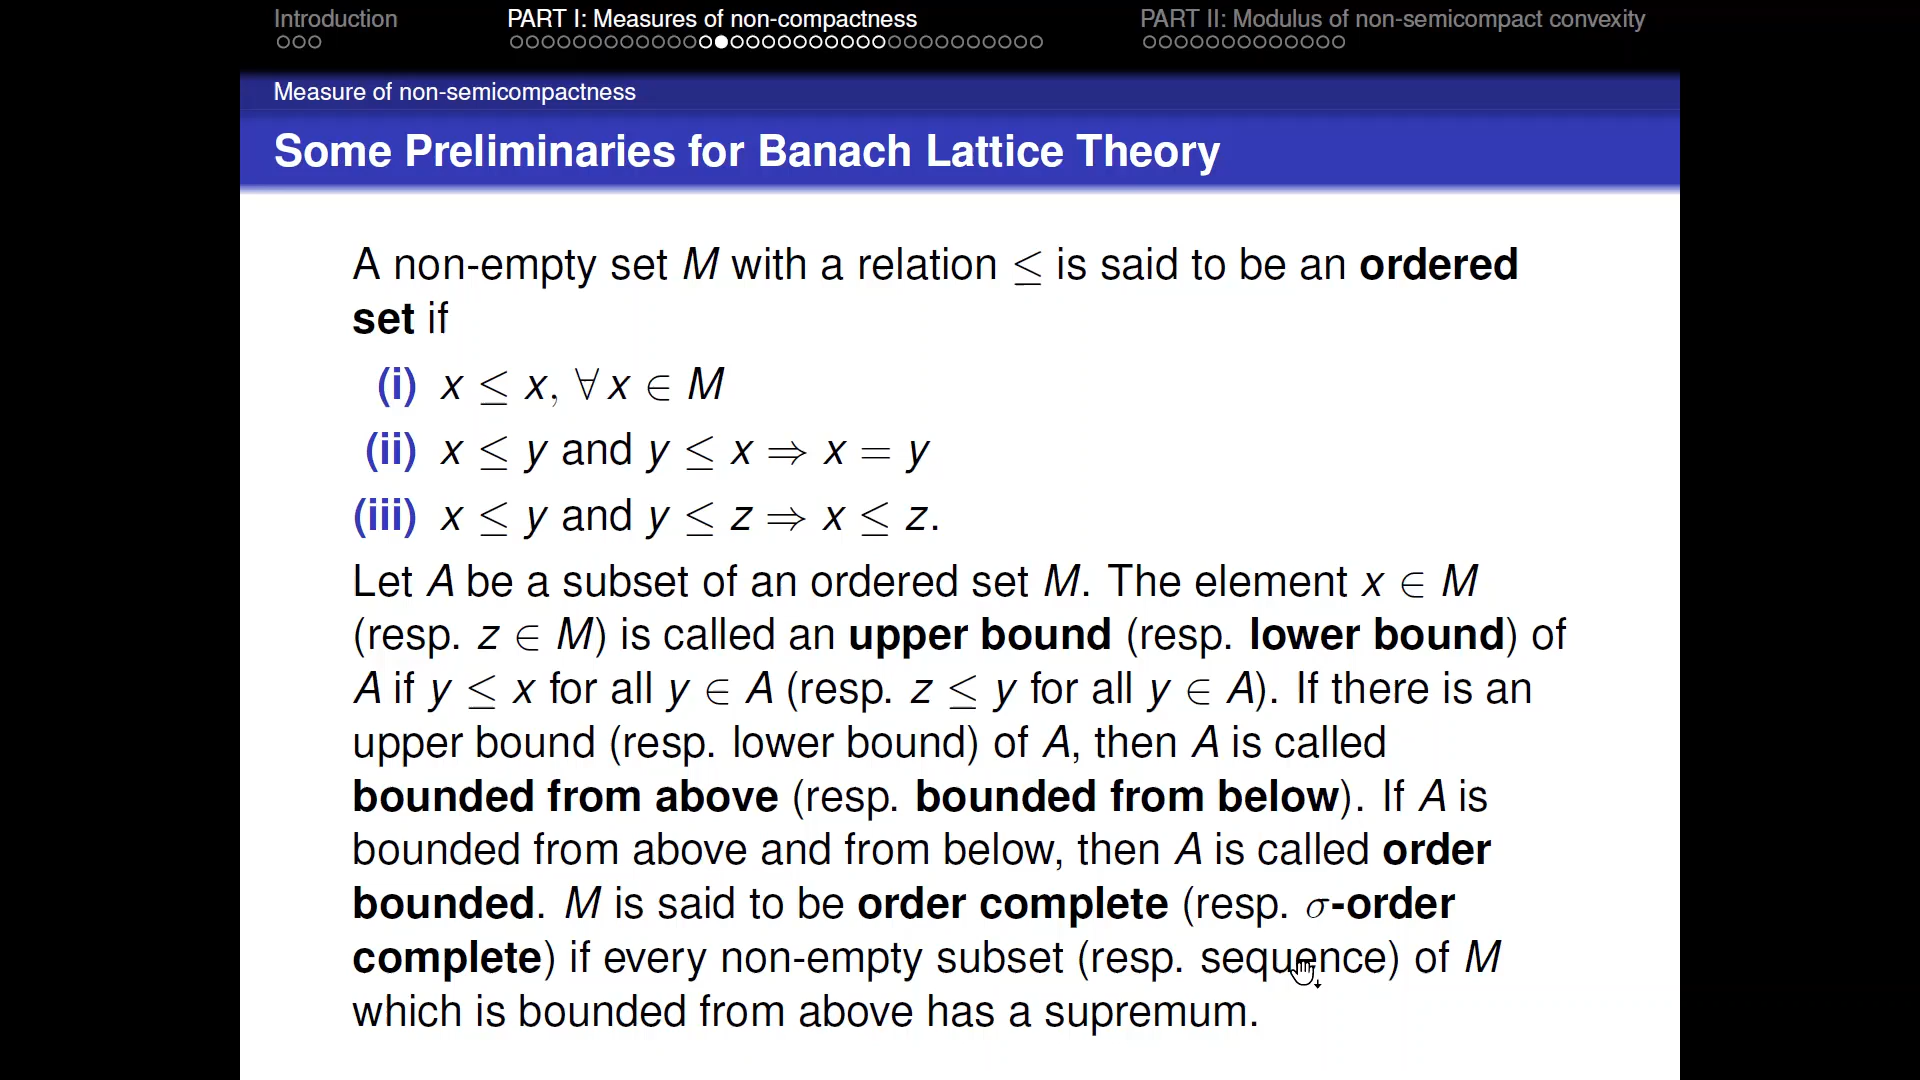 Introduction
PART I: Measures of non-compactness
PART II: Modulus of non-semicompact convexity
Measure of non-semicompactness
Some Preliminaries for Banach Lattice Theory
A non-empty set M with a relation ≤ is said to be an ordered
set if
(i) x ≤ x, ∀ x ∈ M
(ii) x ≤ y and y ≤ x ⇒ x = y
(iii) x ≤ y and y ≤ z ⇒ x ≤ z.
Let A be a subset of an ordered set M. The element x ∈ M
(resp. z ∈ M) is called an upper bound (resp. lower bound) of
A if y ≤ x for all y ∈ A (resp. z ≤ y for all y ∈ A). If there is an
upper bound (resp. lower bound) of A, then A is called
bounded from above (resp. bounded from below). If A is
bounded from above and from below, then A is called order
bounded. M is said to be order complete (resp. σ-order
complete) if every non-empty subset (resp. sequence) of M
which is bounded from above has a supremum.